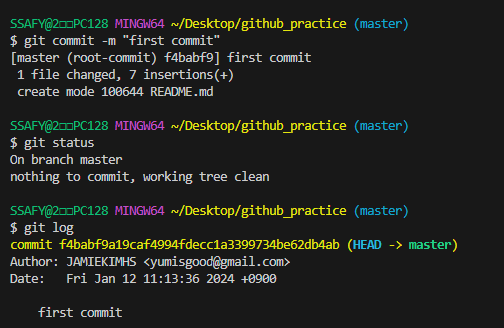 SSAFY@2□□PC128 MINGW64 ~/Desktop/github_practice (master)
$ git commit -m "first commit"
[master (root-commit) f4babf9] first commit
 1 file changed, 7 insertions(+)
 create mode 100644 README.md

SSAFY@2□□PC128 MINGW64 ~/Desktop/github_practice (master)
$ git status
On branch master
nothing to commit, working tree clean

SSAFY@2□□PC128 MINGW64 ~/Desktop/github_practice (master)
$ git log
commit f4babf9a19caf4994fdecc1a3399734be62db4ab (HEAD -> master)
Author: JAMIEKIMHS <yumisgood@gmail.com>
Date:   Fri Jan 12 11:13:36 2024 +0900

    first commit